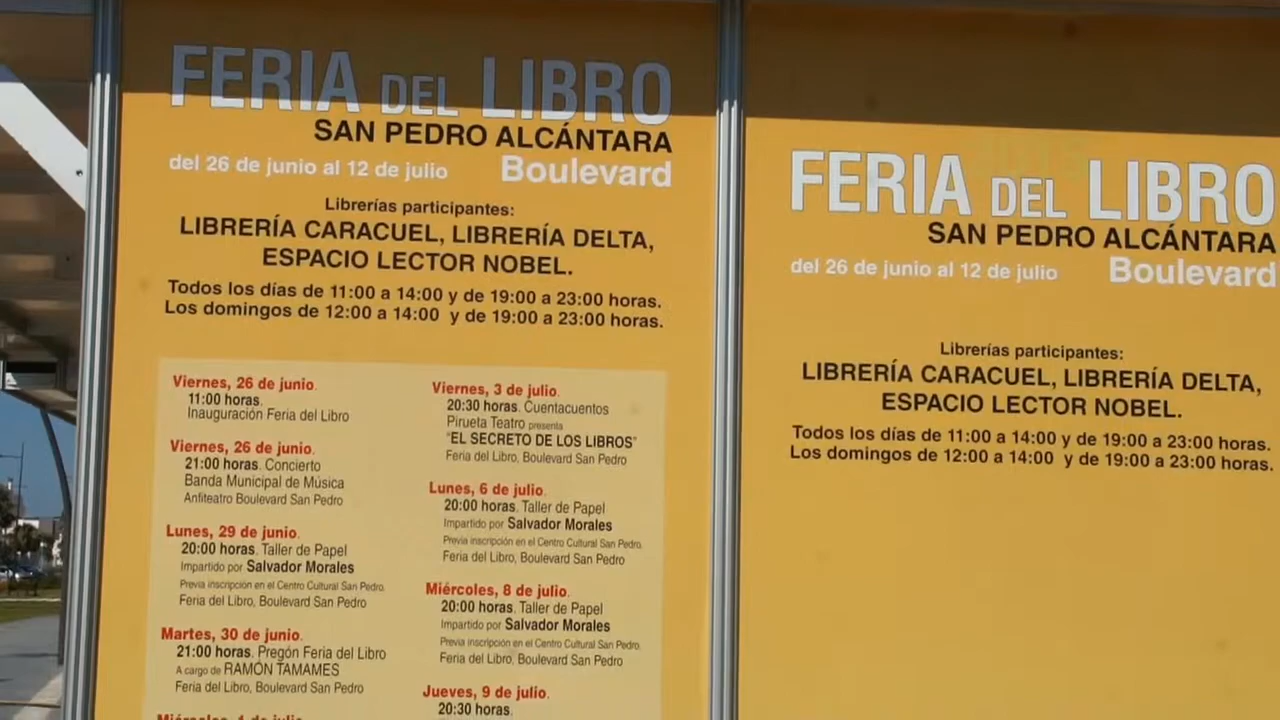 FERIA DEL LIBRO
SAN PEDRO ALCÁNTARA
del 26 de junio al 12 de julio Boulevard
Librerías participantes:
LIBRERÍA CARACUEL, LIBRERÍA DELTA,
ESPACIO LECTOR NOBEL.
Todos los días de 11:00 a 14:00 y de 19:00 a 23:00 horas.
Los domingos de 12:00 a 14:00 y de 19:00 a 23:00 horas.
Viernes, 26 de junio.
11:00 horas.
Inauguración Feria del Libro
Viernes, 26 de junio.
21:00 horas. Concierto
Banda Municipal de Música
Anfiteatro Boulevard San Pedro
Lunes, 29 de junio.
20:00 horas. Taller de Papel
Impartido por Salvador Morales
Previa inscripción en el Centro Cultural San Pedro.
Feria del Libro, Boulevard San Pedro
Martes, 30 de junio.
21:00 horas. Pregón Feria del Libro
A cargo de RAMÓN TAMAMES
Feria del Libro, Boulevard San Pedro
Viernes, 3 de julio.
20:30 horas. Cuentacuentos
Pirueta Teatro presenta
"EL SECRETO DE LOS LIBROS"
Feria del Libro, Boulevard San Pedro
Lunes, 6 de julio.
20:00 horas. Taller de Papel
Impartido por Salvador Morales
Previa inscripción en el Centro Cultural San Pedro.
Feria del Libro, Boulevard San Pedro
Miércoles, 8 de julio.
20:00 horas. Taller de Papel
Impartido por Salvador Morales
Previa inscripción en el Centro Cultural San Pedro.
Feria del Libro, Boulevard San Pedro
Jueves, 9 de julio.
20:30 horas.
FERIA DEL LIBRO
SAN PEDRO ALCÁNTARA
del 26 de junio al 12 de julio Boulevard
Librerías participantes:
LIBRERÍA CARACUEL, LIBRERÍA DELTA,
ESPACIO LECTOR NOBEL.
Todos los días de 11:00 a 14:00 y de 19:00 a 23:00 horas.
Los domingos de 12:00 a 14:00 y de 19:00 a 23:00 horas.